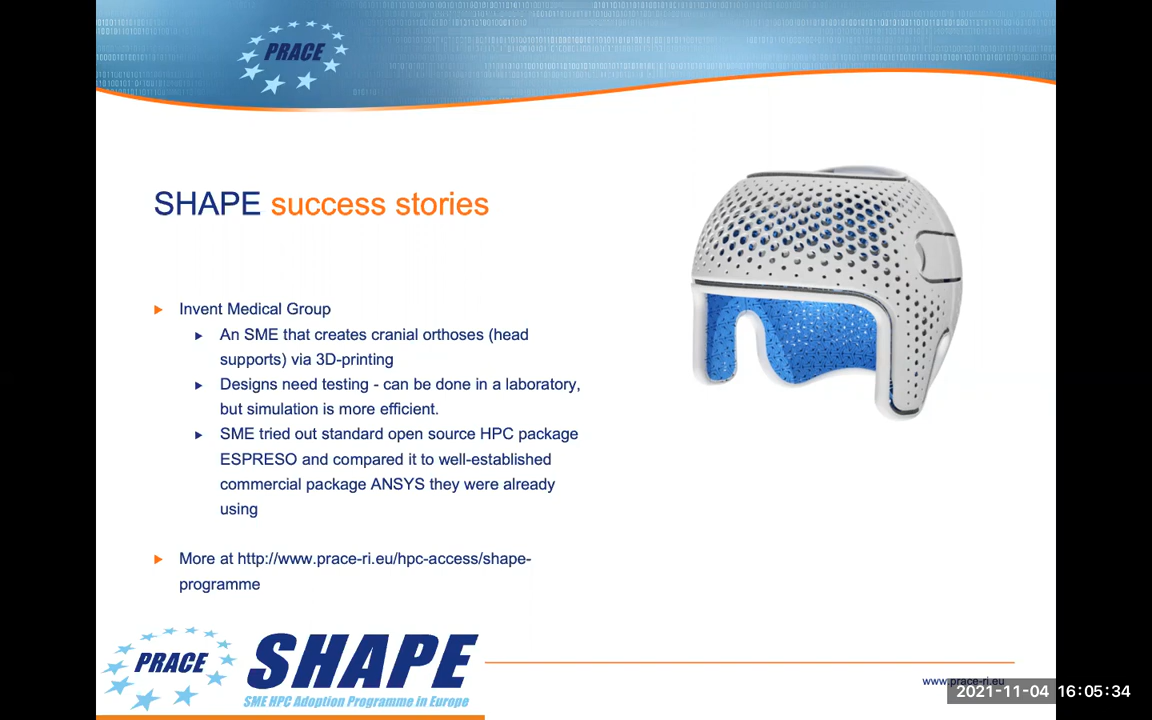 PRACE
SHAPE success stories
Invent Medical Group
An SME that creates cranial orthoses (head
supports) via 3D-printing
Designs need testing - can be done in a laboratory,
but simulation is more efficient.
SME tried out standard open source HPC package
ESPRESO and compared it to well-established
commercial package ANSYS they were already
using
More at http://www.prace-ri.eu/hpc-access/shape-
programme
PRACE
SHAPE
SME HPC Adoption Programme in Europe
www.prace-ri.eu
2021-11-04 16:05:34